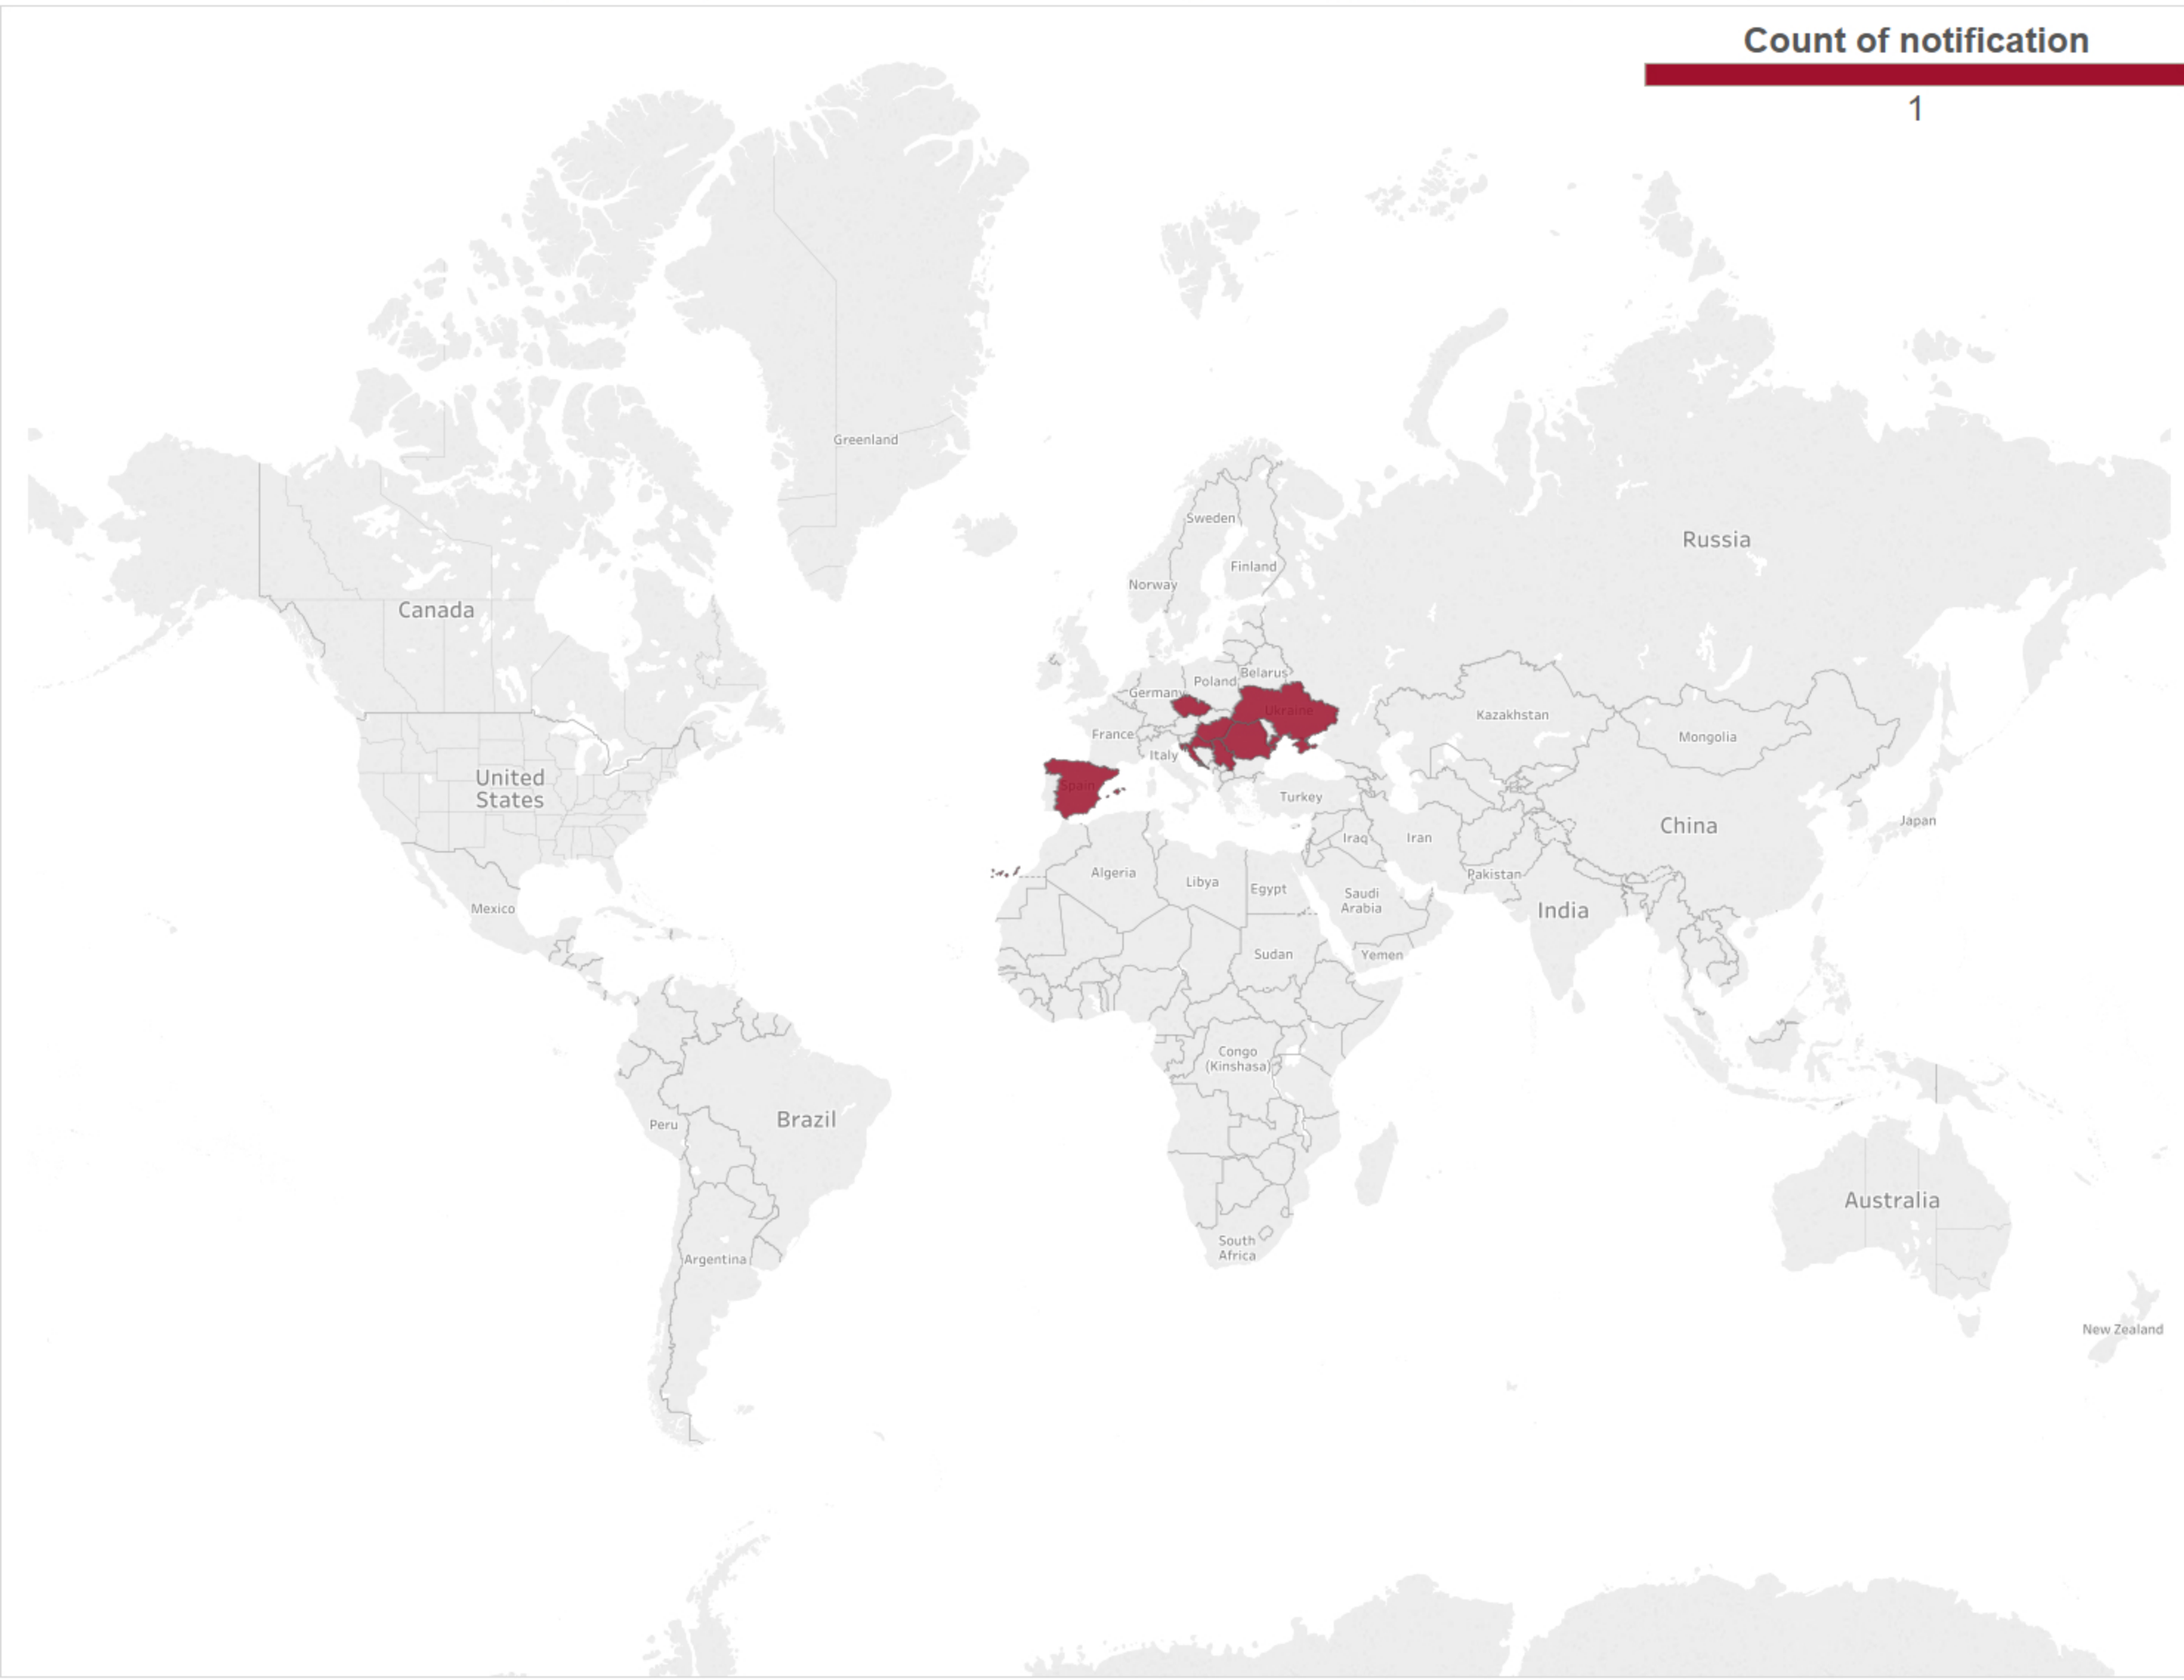 Count of notification
1
Greenland
Sweden
Russia
Finland
Norway
Canada
Belarus
Poland
Germany
Ukraine
Kazakhstan
France
Mongolia
Italy
United
States
Spain
Turkey
China
Japan
Iraq
Iran
Algeria
Pakistan
Libya
Egypt
Saudi
Arabia
Mexico
India
Sudan
Yemen
Congo
(Kinshasa)
Brazil
Peru
Australia
South
Africa
Argentina
New Zealand